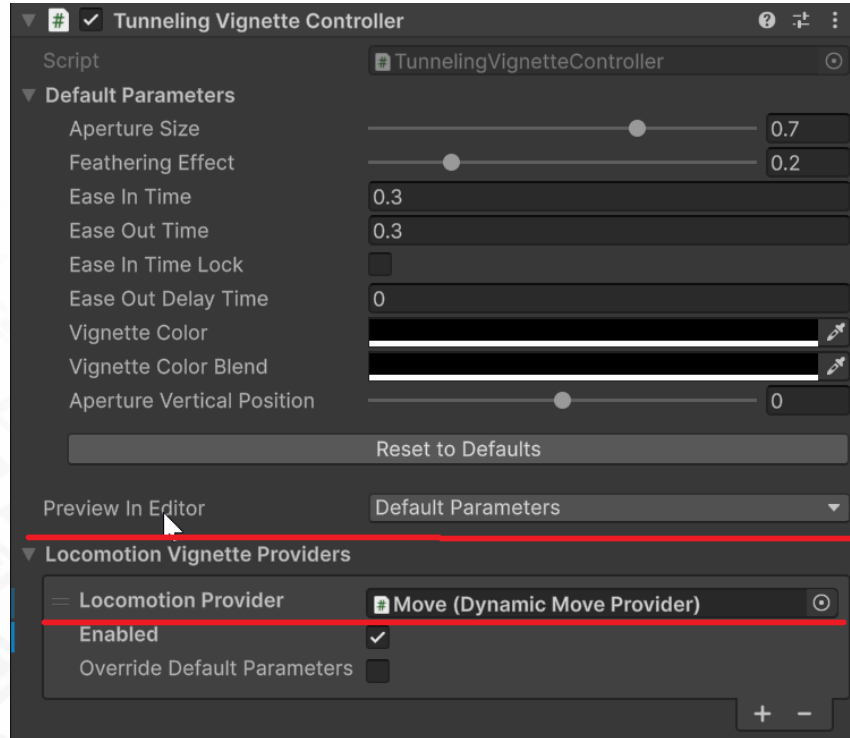 Tunneling Vignette Controller
Script TunnelingVignetteController
Default Parameters
Aperture Size 0.7
Feathering Effect 0.2
Ease In Time 0.3
Ease Out Time 0.3
Ease In Time Lock
Ease Out Delay Time 0
Vignette Color
Vignette Color Blend
Aperture Vertical Position 0
Reset to Defaults
Preview In Editor Default Parameters
Locomotion Vignette Providers
Locomotion Provider Move (Dynamic Move Provider)
Enabled
Override Default Parameters